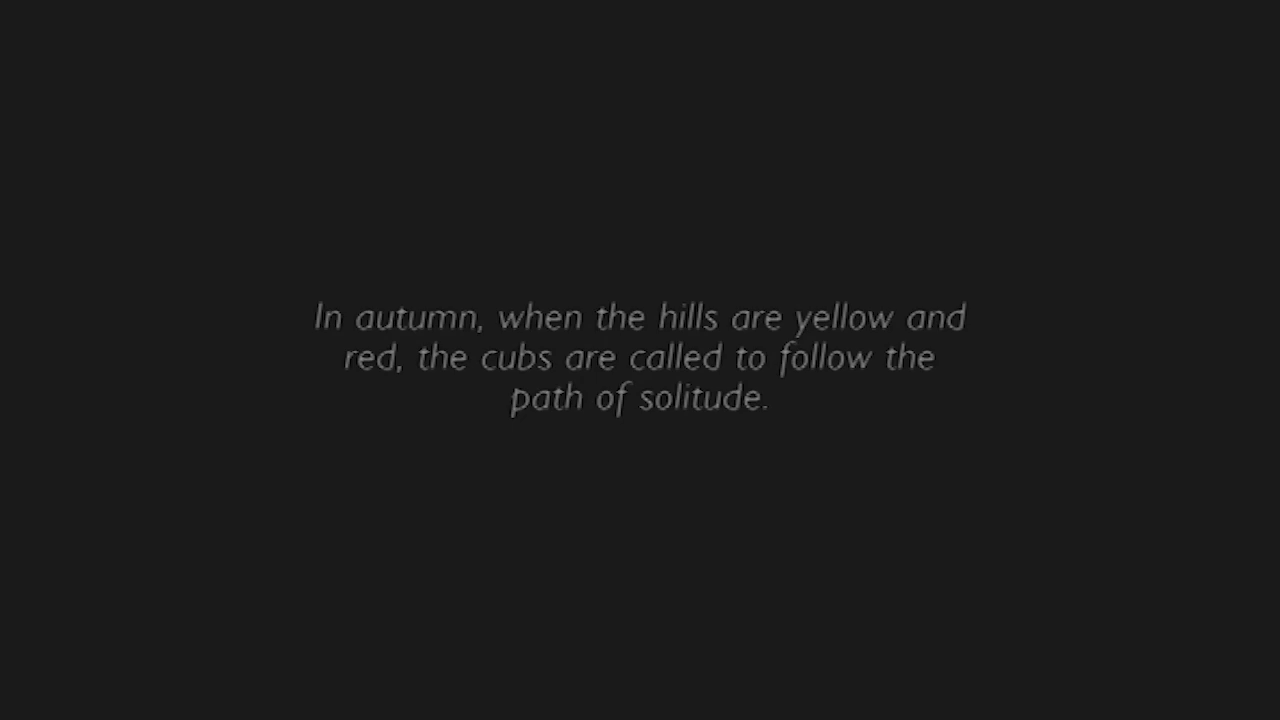 In autumn, when the hills are yellow and
red, the cubs are called to follow the
path of solitude.